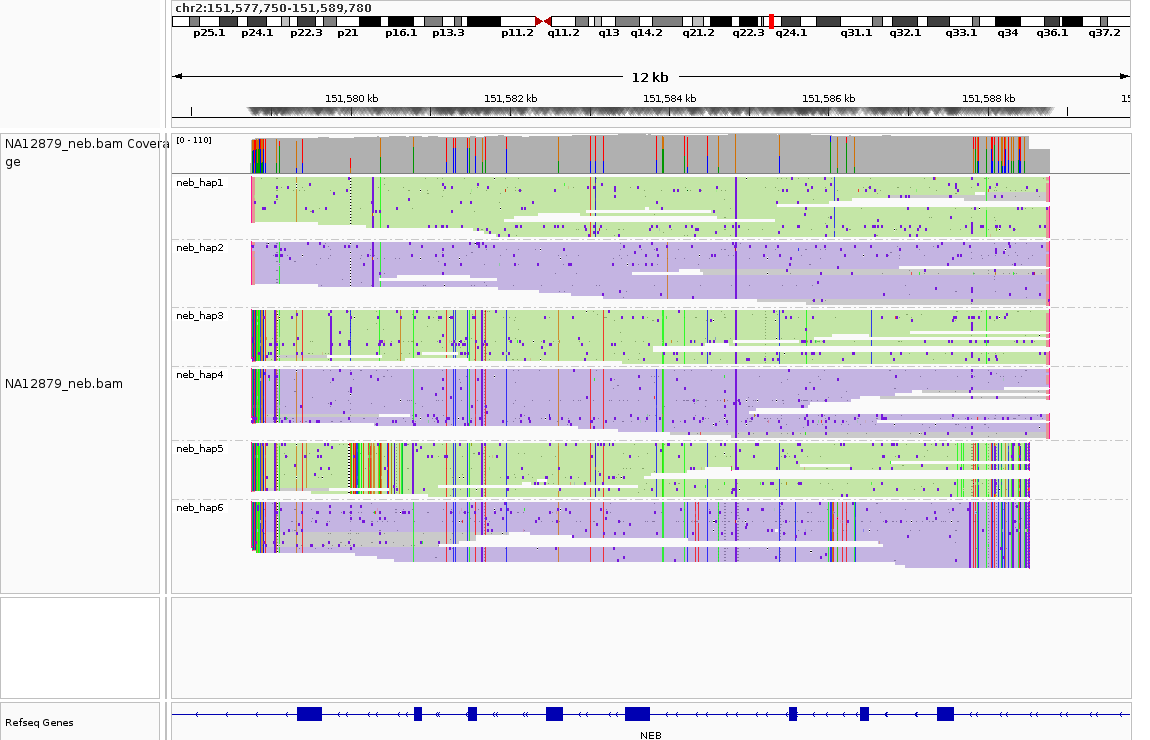 chr2:151,577,750-151,589,780
p25.1 p24.1 p22.3 p21 p16.1 p13.3 p11.2 q11.2 q13 q14.2 q21.2 q22.3 q24.1 q31.1 q32.1 q33.1 q34 q36.1 q37.2
12 kb
151,580 kb 151,582 kb 151,584 kb 151,586 kb 151,588 kb 15
NA12879_neb.bam Covera
ge
[0 - 110]
neb_hap1
neb_hap2
neb_hap3
neb_hap4
NA12879_neb.bam
neb_hap5
neb_hap6
Refseq Genes
NEB